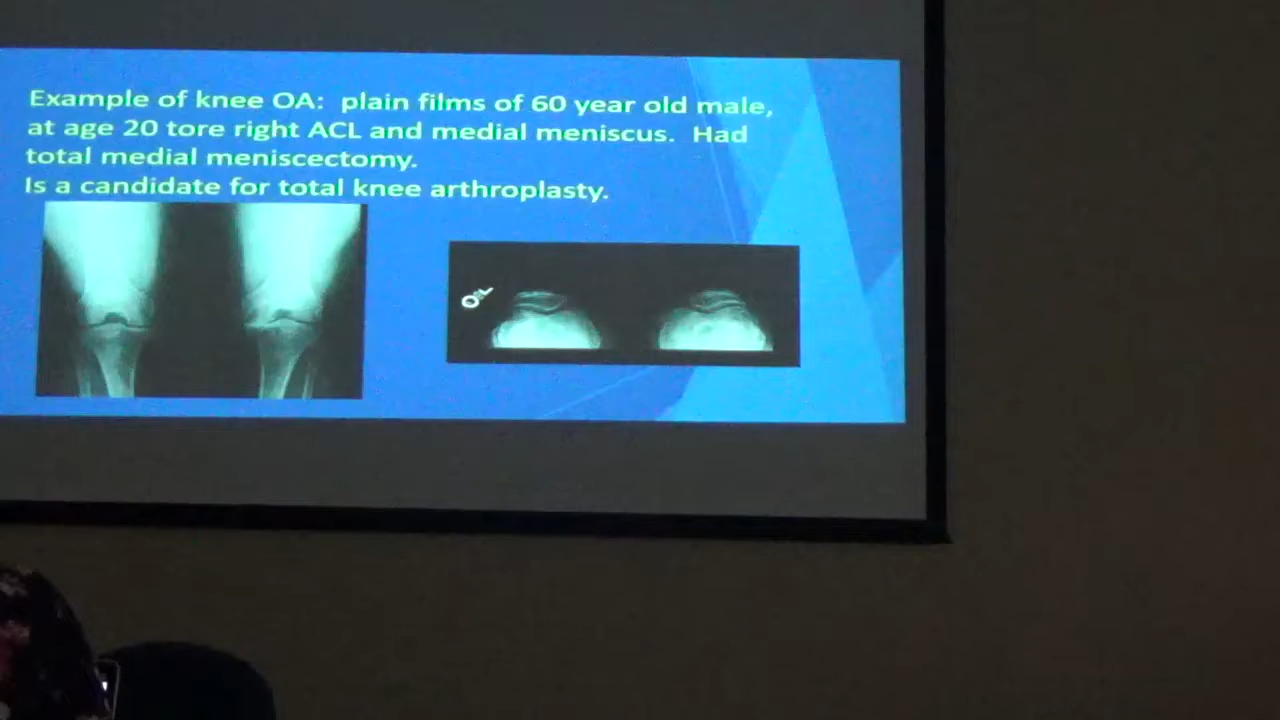 Example of knee OA: plain films of 60 year old male,
at age 20 tore right ACL and medial meniscus. Had
total medial meniscectomy.
Is a candidate for total knee arthroplasty.